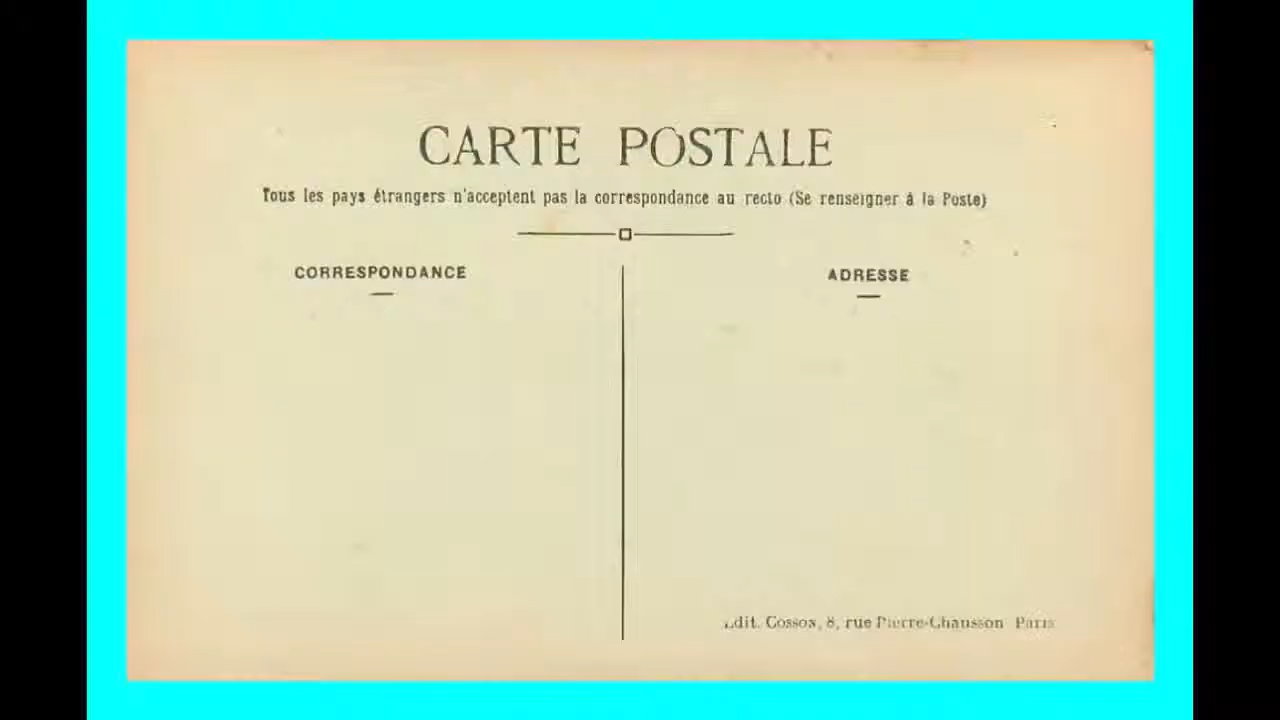 CARTE POSTALE
Tous les pays étrangers n'acceptent pas la correspondance au recto (Se renseigner à la Poste)
CORRESPONDANCE
ADRESSE
Edit. Cossos, 8, rue Pierre-Chausson Paris